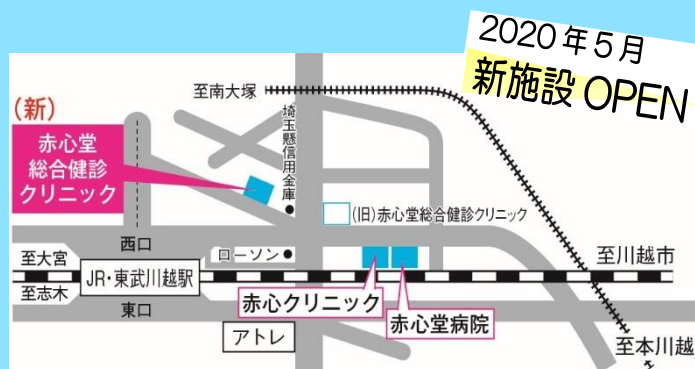 2020年5月
新施設 OPEN
至南大塚
(新)
赤心堂
総合健診
クリニック
埼玉懸信用金庫
(旧)赤心堂総合健診クリニック
西口
ローソン
至大宮
至川越市
JR・東武川越駅
至志木
東口
赤心クリニック
赤心堂病院
アトレ
至本川越